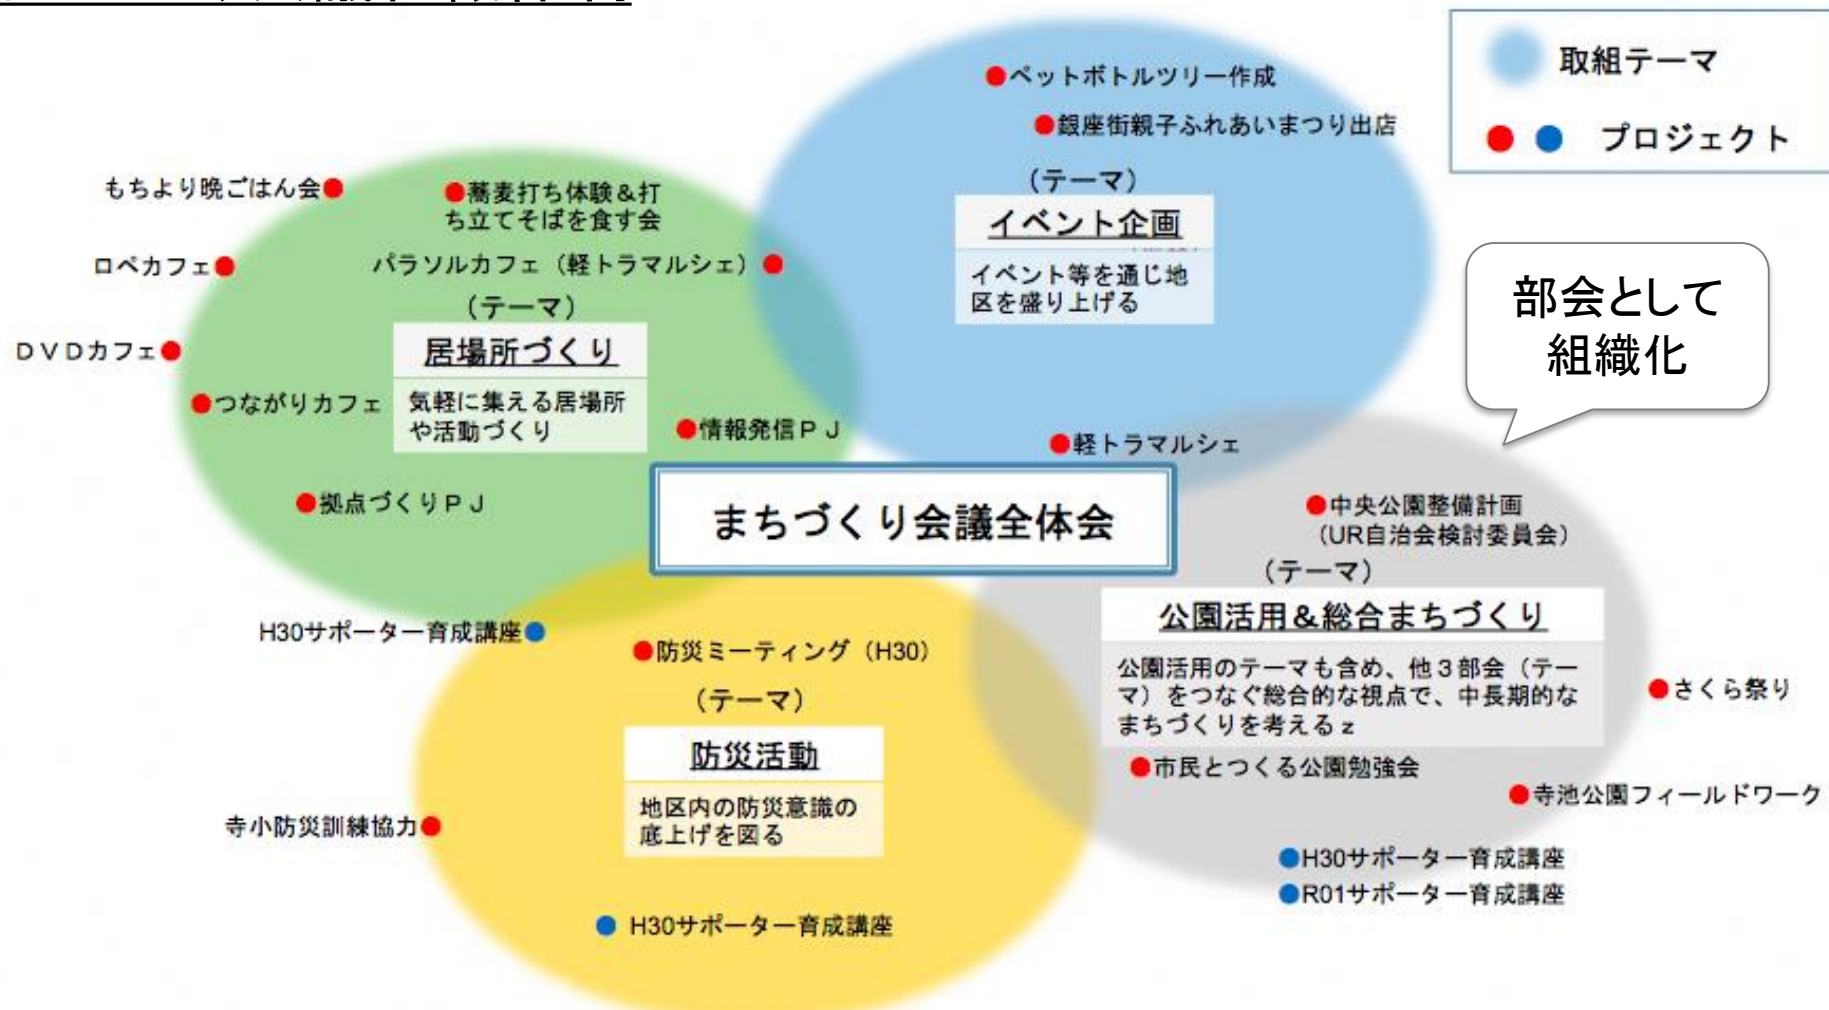 取組テーマ
プロジェクト
●ペットボトルツリー作成
●銀座街親子ふれあいまつり出店
(テーマ)
イベント企画
イベント等を通じ地
区を盛り上げる
部会として
組織化
もちより晩ごはん会●
●蕎麦打ち体験＆打
ち立てそばを食す会
ロペカフェ●
パラソルカフェ（軽トラマルシェ）●
(テーマ)
居場所づくり
気軽に集える居場所
や活動づくり
ＤＶＤカフェ●
●つながりカフェ
●情報発信ＰＪ
●拠点づくりＰＪ
●軽トラマルシェ
まちづくり会議全体会
●中央公園整備計画
（UR自治会検討委員会）
(テーマ)
公園活用＆総合まちづくり
公園活用のテーマも含め、他３部会（テー
マ）をつなぐ総合的な視点で、中長期的な
まちづくりを考えるｚ
●さくら祭り
●市民とつくる公園勉強会
●寺池公園フィールドワーク
●H30サポーター育成講座
●R01サポーター育成講座
H30サポーター育成講座●
●防災ミーティング（H30）
(テーマ)
防災活動
地区内の防災意識の
底上げを図る
寺小防災訓練協力●
● H30サポーター育成講座